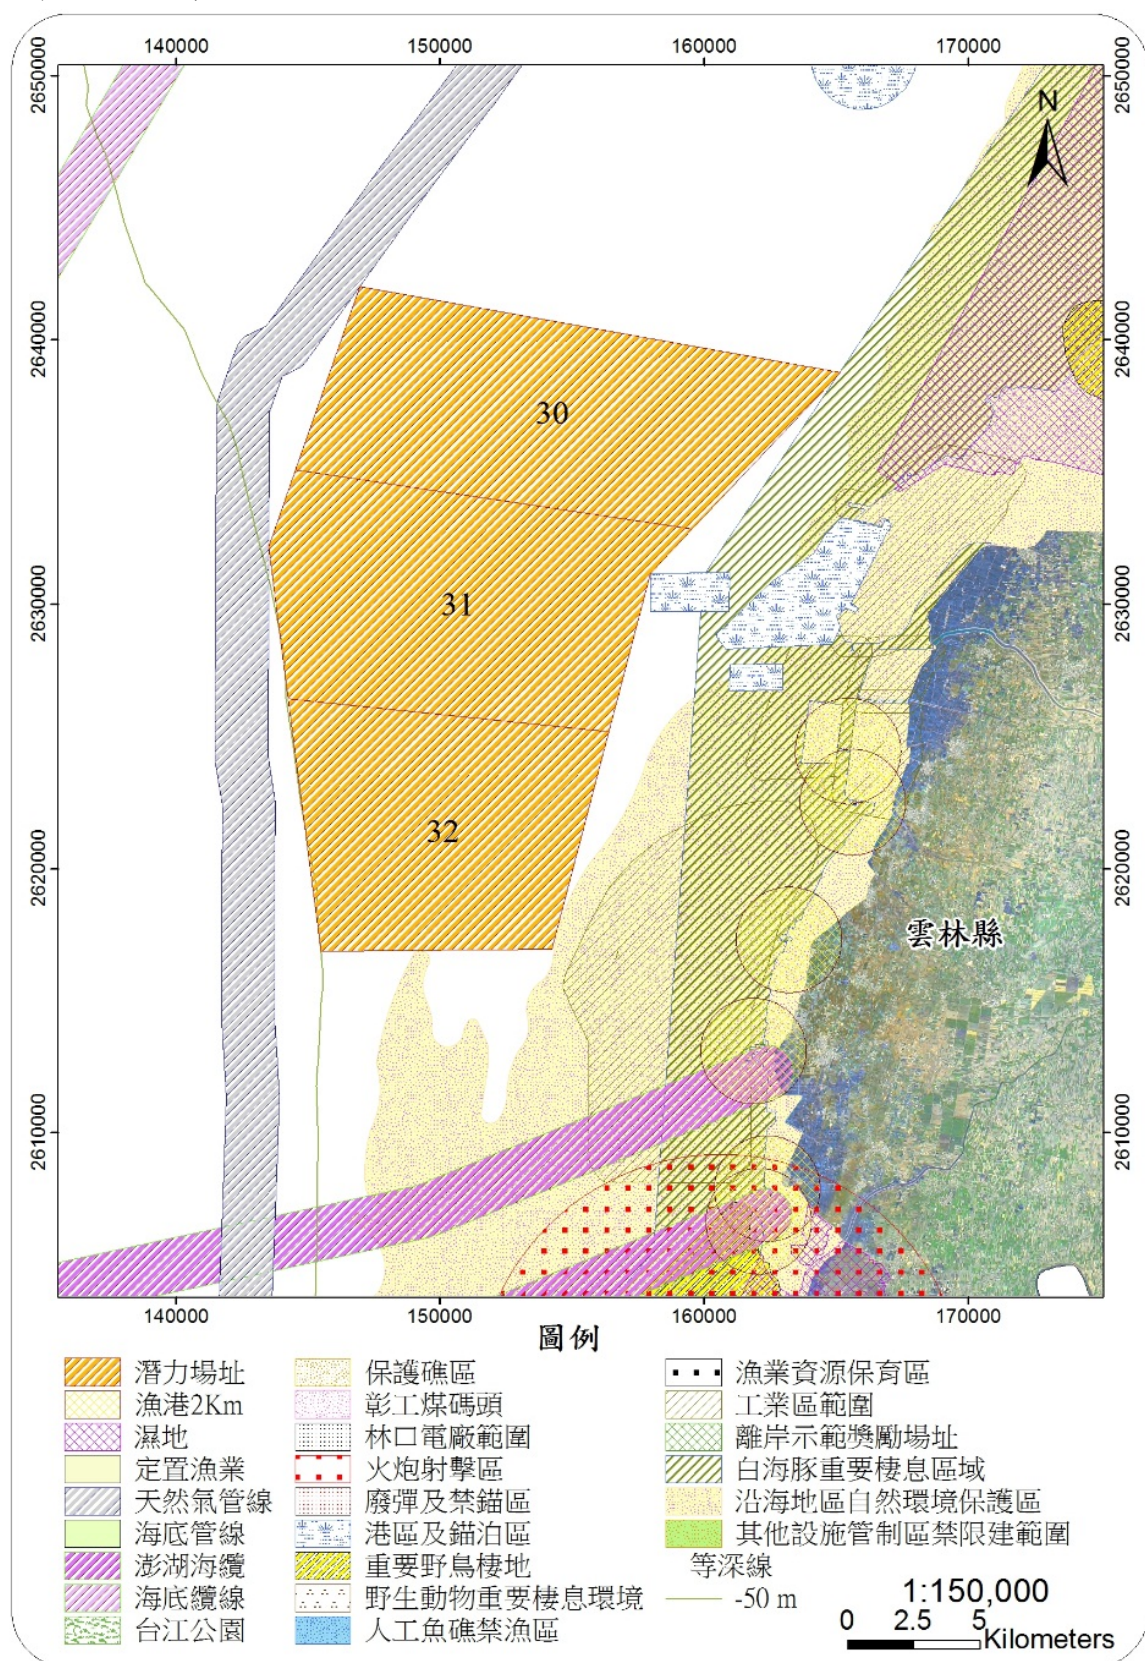 140000 150000 160000 170000
2650000 2650000
N
2640000 2640000
30
2630000 31 2630000
32
2620000 2620000
雲林縣
2610000 2610000
140000 150000 160000 170000
圖例
潛力場址 保護礁區 漁業資源保育區
漁港2Km 彰工煤碼頭 工業區範圍
濕地 林口電廠範圍 離岸示範獎勵場址
定置漁業 火炮射擊區 白海豚重要棲息區域
天然氣管線 廢彈及禁錨區 沿海地區自然環境保護區
海底管線 港區及錨泊區 其他設施管制區禁限建範圍
澎湖海纜 重要野鳥棲地 等深線
海底纜線 野生動物重要棲息環境 -50 m
台江公園 人工魚礁禁漁區
1:150,000
0 2.5 5
Kilometers